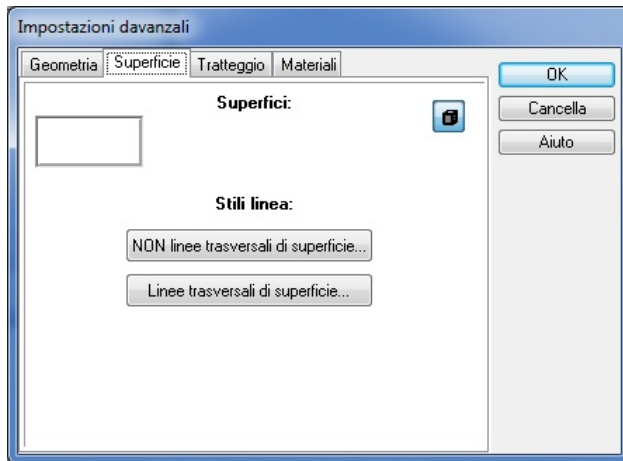 Impostazioni davanzali
Geometria Superficie Tratteggio Materiali
OK
Superfici:
Cancella
Aiuto
Stili linea:
NON linee trasversali di superficie...
Linee trasversali di superficie...